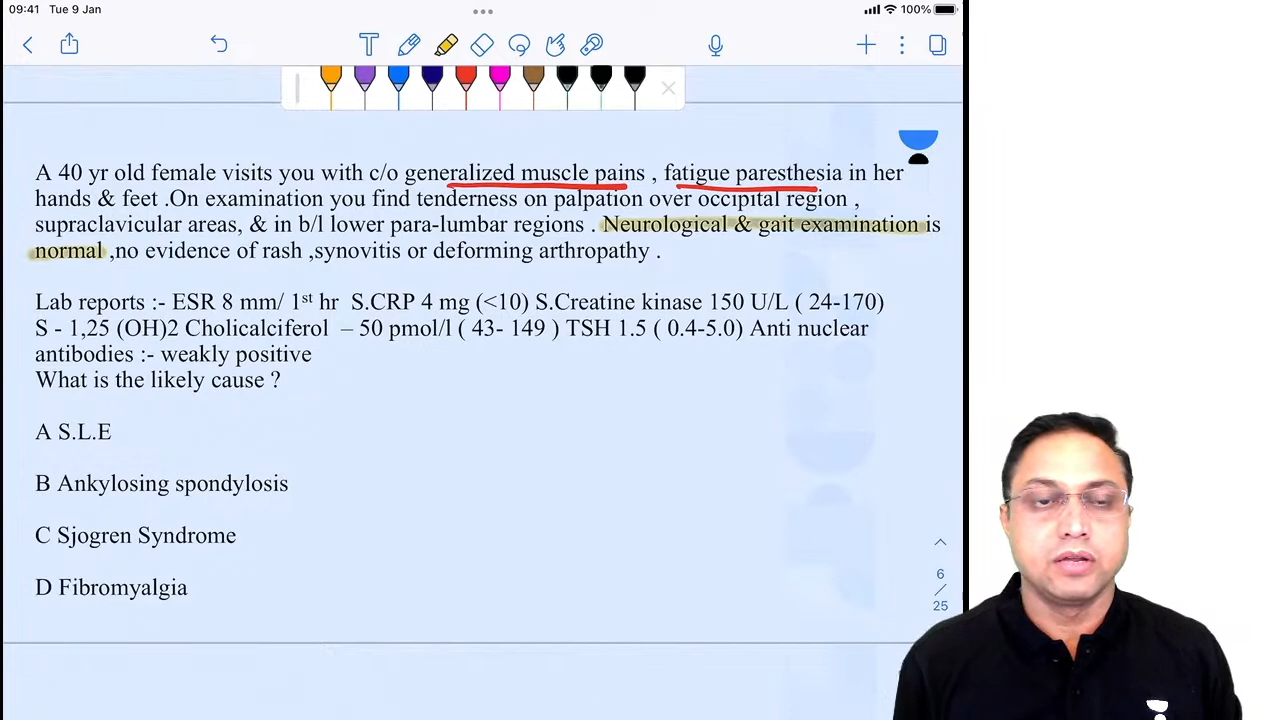 09:41 Tue 9 Jan
100%
A 40 yr old female visits you with c/o generalized muscle pains , fatigue paresthesia in her
hands & feet .On examination you find tenderness on palpation over occipital region ,
supraclavicular areas, & in b/l lower para-lumbar regions . Neurological & gait examination is
normal ,no evidence of rash ,synovitis or deforming arthropathy .
Lab reports :- ESR 8 mm/ 1st hr S.CRP 4 mg (<10) S.Creatine kinase 150 U/L ( 24-170)
S - 1,25 (OH)2 Cholicalciferol – 50 pmol/l ( 43- 149 ) TSH 1.5 ( 0.4-5.0) Anti nuclear
antibodies :- weakly positive
What is the likely cause ?
A S.L.E
B Ankylosing spondylosis
C Sjogren Syndrome
D Fibromyalgia
6
/
25